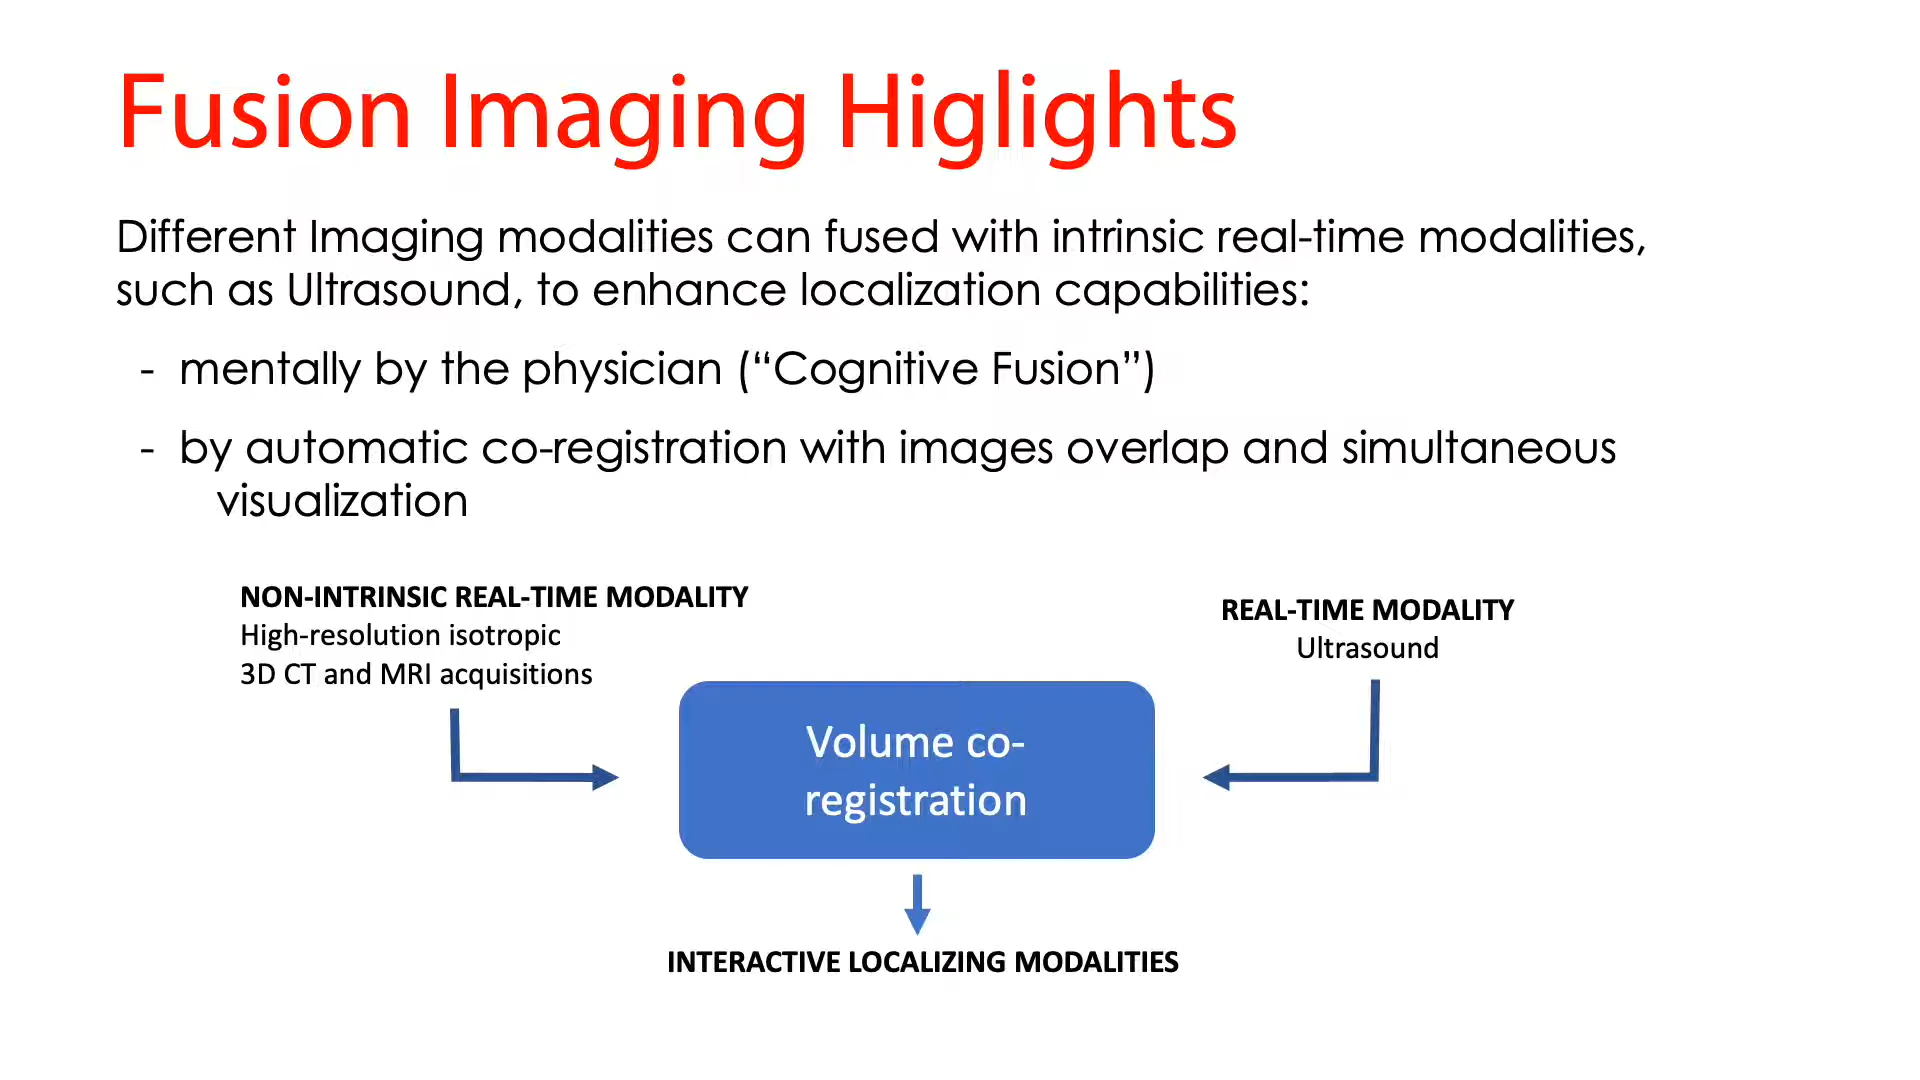 Fusion Imaging Higlights
Different Imaging modalities can fused with intrinsic real-time modalities,
such as Ultrasound, to enhance localization capabilities:
- mentally by the physician (“Cognitive Fusion”)
- by automatic co-registration with images overlap and simultaneous
visualization
NON-INTRINSIC REAL-TIME MODALITY
High-resolution isotropic
3D CT and MRI acquisitions
REAL-TIME MODALITY
Ultrasound
Volume co-
registration
INTERACTIVE LOCALIZING MODALITIES